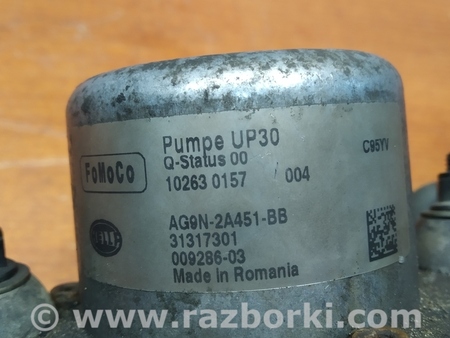 Pumpe UP30
Q-Status 00
C95YV
FoMoCo
10263 0157 004
AG9N-2A451-BB
31317301
009286-03
Made in Romania
www.razborki.com